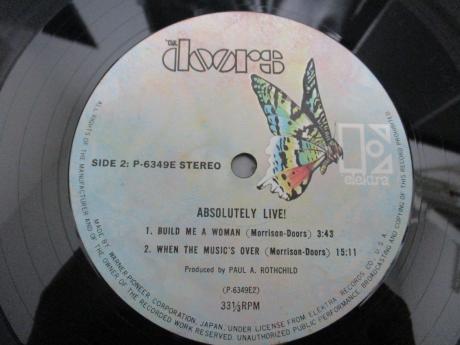 THE
doors
elektra
SIDE 2: P-6349E STEREO
ABSOLUTELY LIVE!
1. BUILD ME A WOMAN (Morrison-Doors) 3:43
2. WHEN THE MUSIC'S OVER (Morrison-Doors) 15:11
Produced by PAUL A. ROTHCHILD
(P.6349EZ)
33⅓RPM
MADE BY WARNER-PIONEER CORPORATION, JAPAN, UNDER LICENSE FROM ELEKTRA RECORDS CO., U.S.A.
ALL RIGHTS OF THE MANUFACTURER AND OF THE OWNER OF THE RECORDED WORK RESERVED. UNAUTHORIZED PUBLIC PERFORMANCE, BROADCASTING AND COPYING OF THIS RECORD PROHIBITED